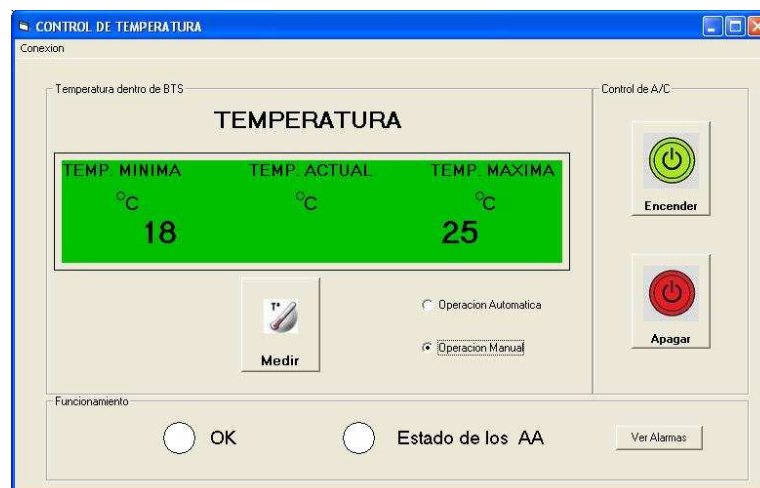 CONTROL DE TEMPERATURA
Conexion
Temperatura dentro de BTS
Control de A/C
TEMPERATURA
TEMP. MINIMA TEMP. ACTUAL TEMP. MAXIMA
°C °C °C
18 25
Encender
T°
Medir
Operacion Automatica
Operacion Manual
Apagar
Funcionamiento
OK
Estado de los AA
Ver Alarmas